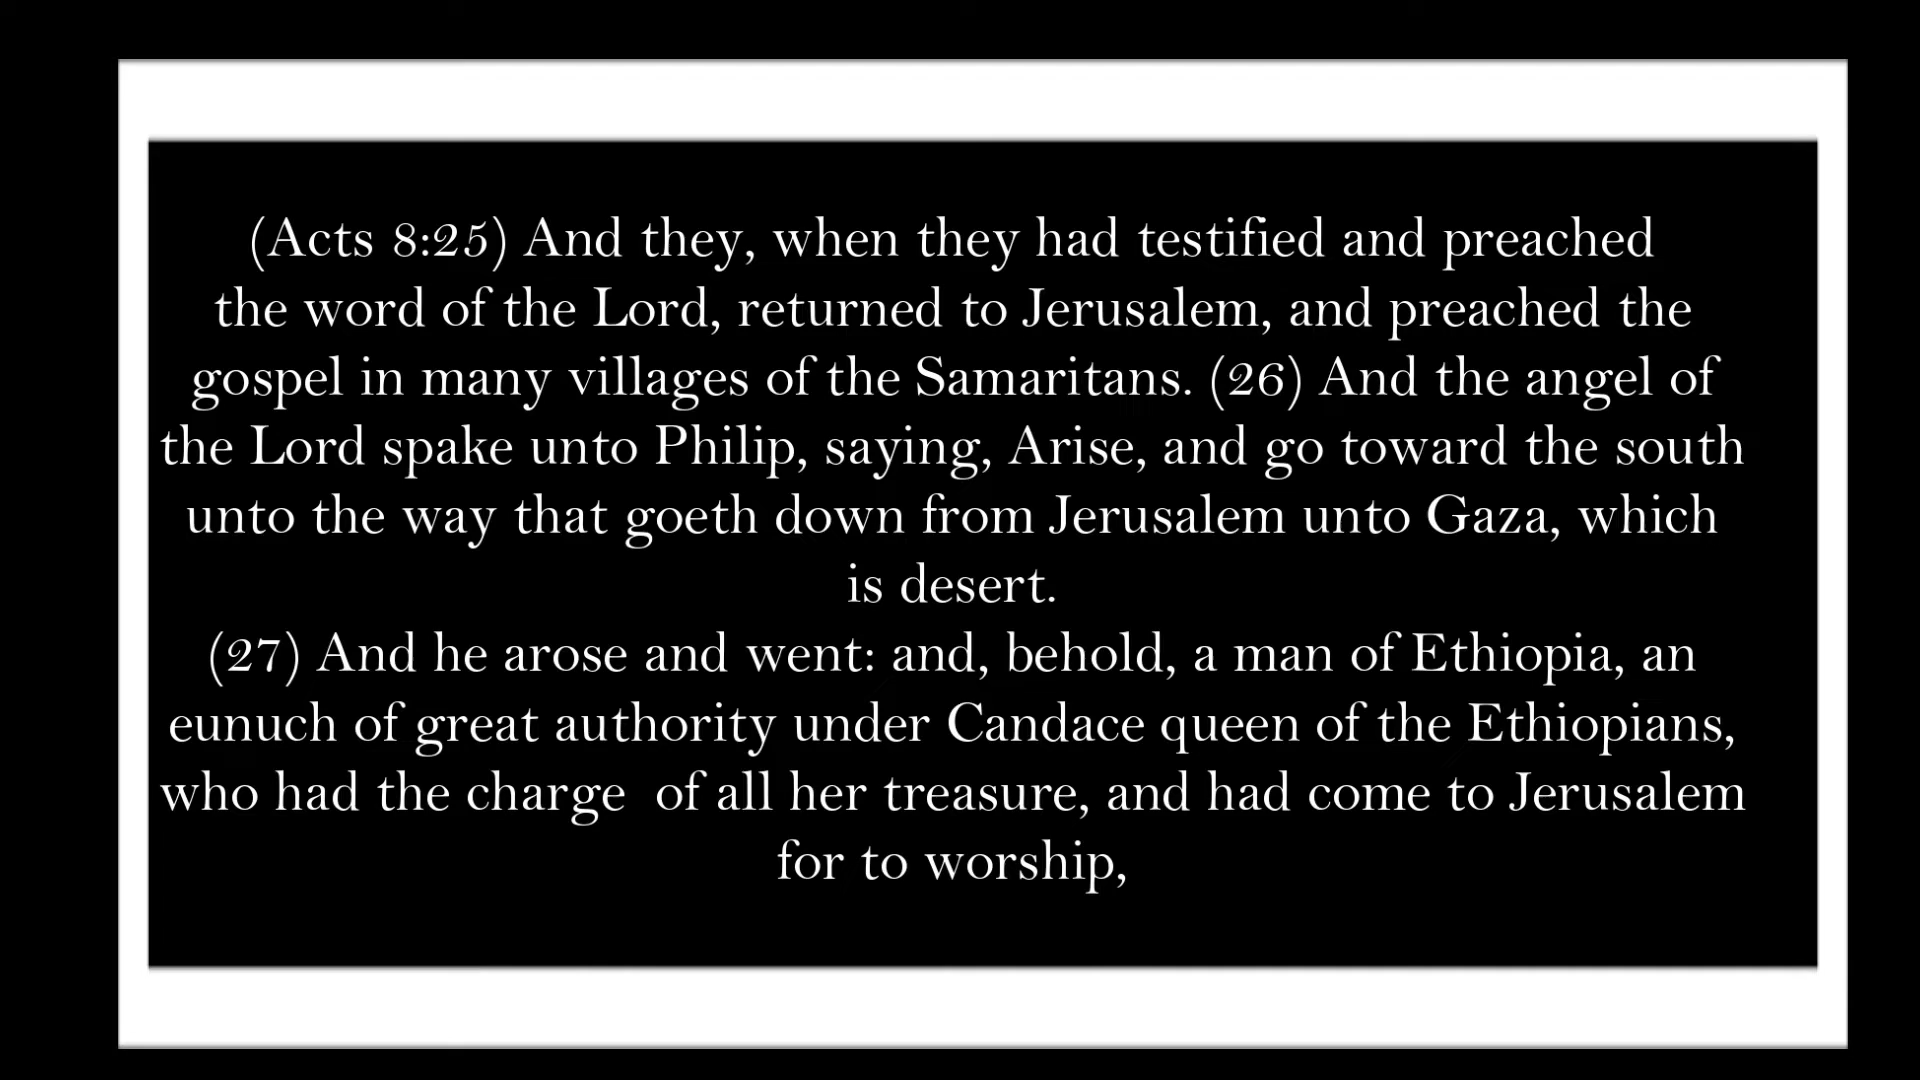 (Acts 8:25) And they, when they had testified and preached
the word of the Lord, returned to Jerusalem, and preached the
gospel in many villages of the Samaritans. (26) And the angel of
the Lord spake unto Philip, saying, Arise, and go toward the south
unto the way that goeth down from Jerusalem unto Gaza, which
is desert.
(27) And he arose and went: and, behold, a man of Ethiopia, an
eunuch of great authority under Candace queen of the Ethiopians,
who had the charge  of all her treasure, and had come to Jerusalem
for to worship,